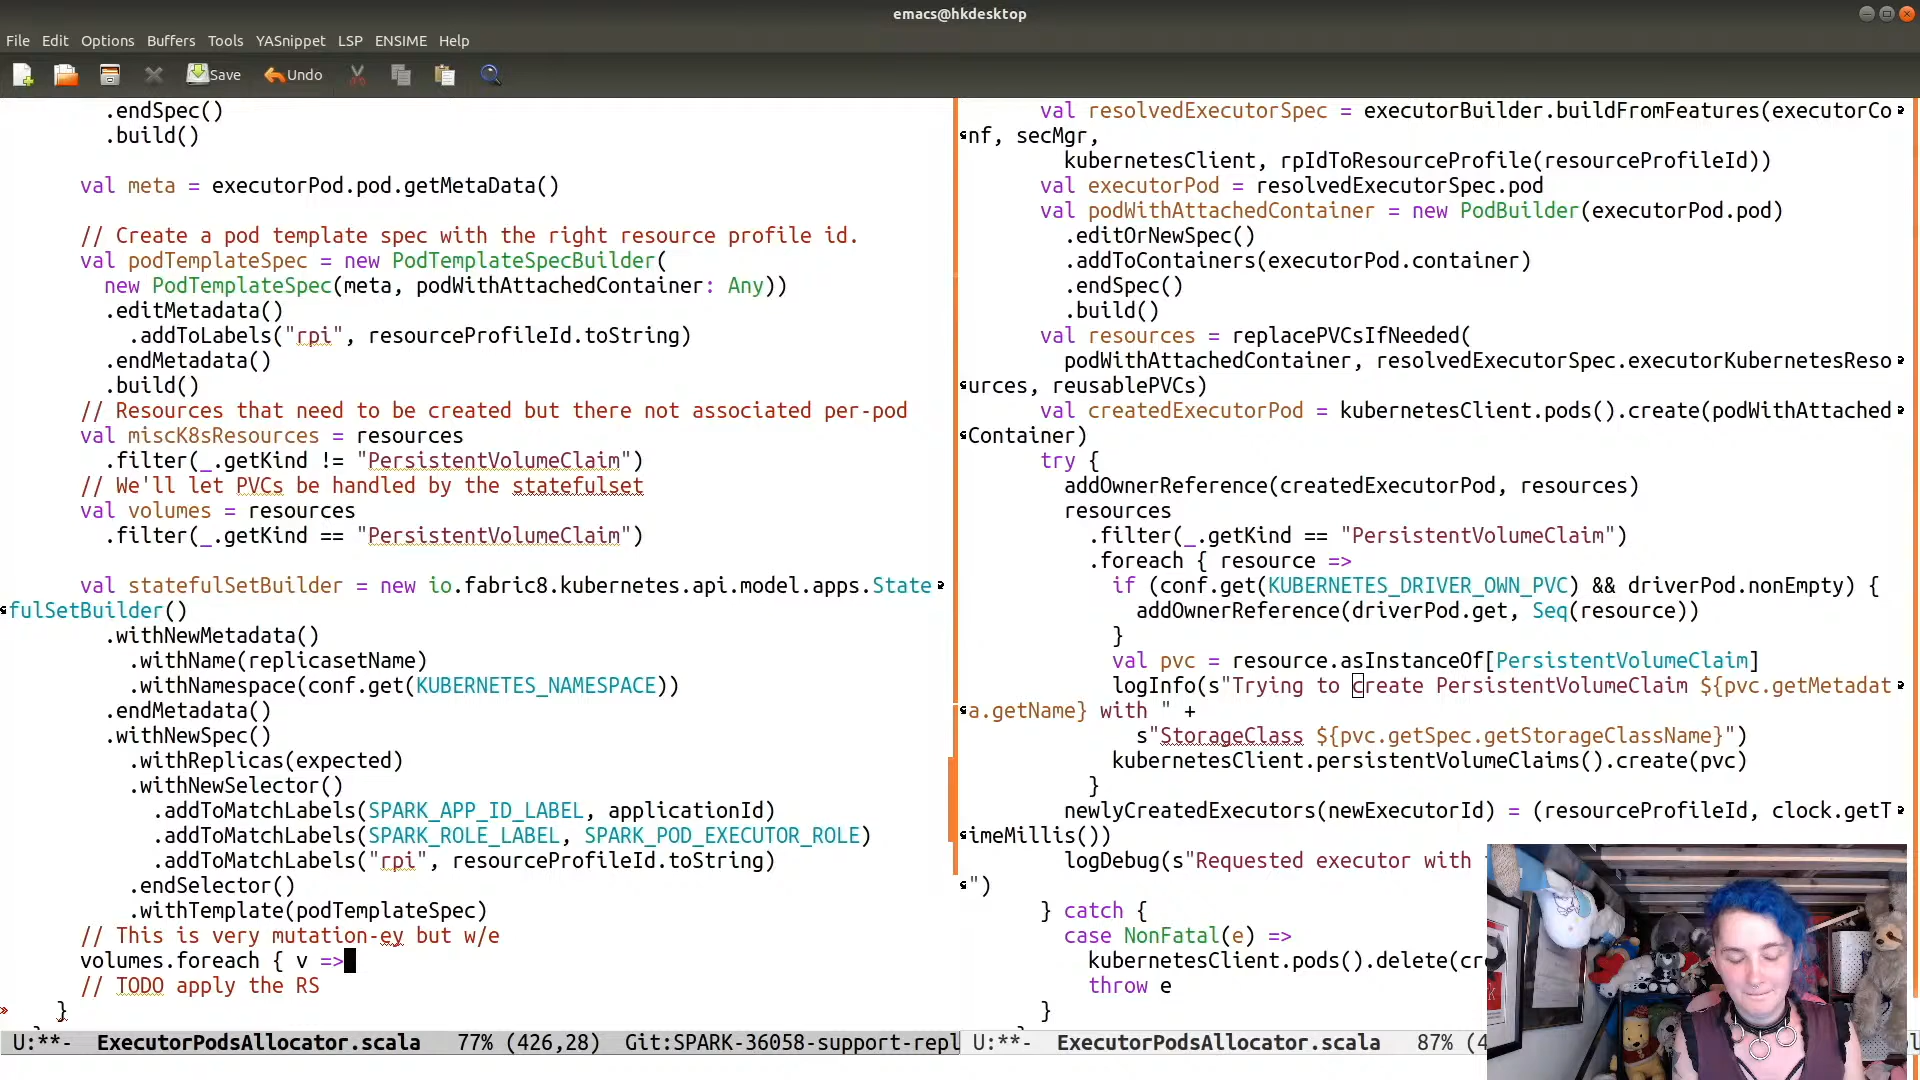 emacs@hkdesktop
File Edit Options Buffers Tools YASnippet LSP ENSIME Help
Save Undo
.endSpec()
.build()
val meta = executorPod.pod.getMetaData()
// Create a pod template spec with the right resource profile id.
val podTemplateSpec = new PodTemplateSpecBuilder(
new PodTemplateSpec(meta, podWithAttachedContainer: Any))
.editMetadata()
.addToLabels("rpi", resourceProfileId.toString)
.endMetadata()
.build()
// Resources that need to be created but there not associated per-pod
val miscK8sResources = resources
.filter(_.getKind != "PersistentVolumeClaim")
// We'll let PVCs be handled by the statefulset
val volumes = resources
.filter(_.getKind == "PersistentVolumeClaim")
val statefulSetBuilder = new io.fabric8.kubernetes.api.model.apps.State
fulSetBuilder()
.withNewMetadata()
.withName(replicasetName)
.withNamespace(conf.get(KUBERNETES_NAMESPACE))
.endMetadata()
.withNewSpec()
.withReplicas(expected)
.withNewSelector()
.addToMatchLabels(SPARK_APP_ID_LABEL, applicationId)
.addToMatchLabels(SPARK_ROLE_LABEL, SPARK_POD_EXECUTOR_ROLE)
.addToMatchLabels("rpi", resourceProfileId.toString)
.endSelector()
.withTemplate(podTemplateSpec)
// This is very mutation-ey but w/e
volumes.foreach { v =>
// TODO apply the RS
}
U:**- ExecutorPodsAllocator.scala 77% (426,28) Git:SPARK-36058-support-repl
val resolvedExecutorSpec = executorBuilder.buildFromFeatures(executorCo
nf, secMgr,
kubernetesClient, rpIdToResourceProfile(resourceProfileId))
val executorPod = resolvedExecutorSpec.pod
val podWithAttachedContainer = new PodBuilder(executorPod.pod)
.editOrNewSpec()
.addToContainers(executorPod.container)
.endSpec()
.build()
val resources = replacePVCsIfNeeded(
podWithAttachedContainer, resolvedExecutorSpec.executorKubernetesReso
urces, reusablePVCs)
val createdExecutorPod = kubernetesClient.pods().create(podWithAttached
Container)
try {
addOwnerReference(createdExecutorPod, resources)
resources
.filter(_.getKind == "PersistentVolumeClaim")
.foreach { resource =>
if (conf.get(KUBERNETES_DRIVER_OWN_PVC) && driverPod.nonEmpty) {
addOwnerReference(driverPod.get, Seq(resource))
}
val pvc = resource.asInstanceOf[PersistentVolumeClaim]
logInfo(s"Trying to create PersistentVolumeClaim ${pvc.getMetadat
a.getName} with " +
s"StorageClass ${pvc.getSpec.getStorageClassName}")
kubernetesClient.persistentVolumeClaims().create(pvc)
}
newlyCreatedExecutors(newExecutorId) = (resourceProfileId, clock.getT
imeMillis())
logDebug(s"Requested executor with
")
} catch {
case NonFatal(e) =>
kubernetesClient.pods().delete(cr
throw e
}
U:**- ExecutorPodsAllocator.scala 87% (4